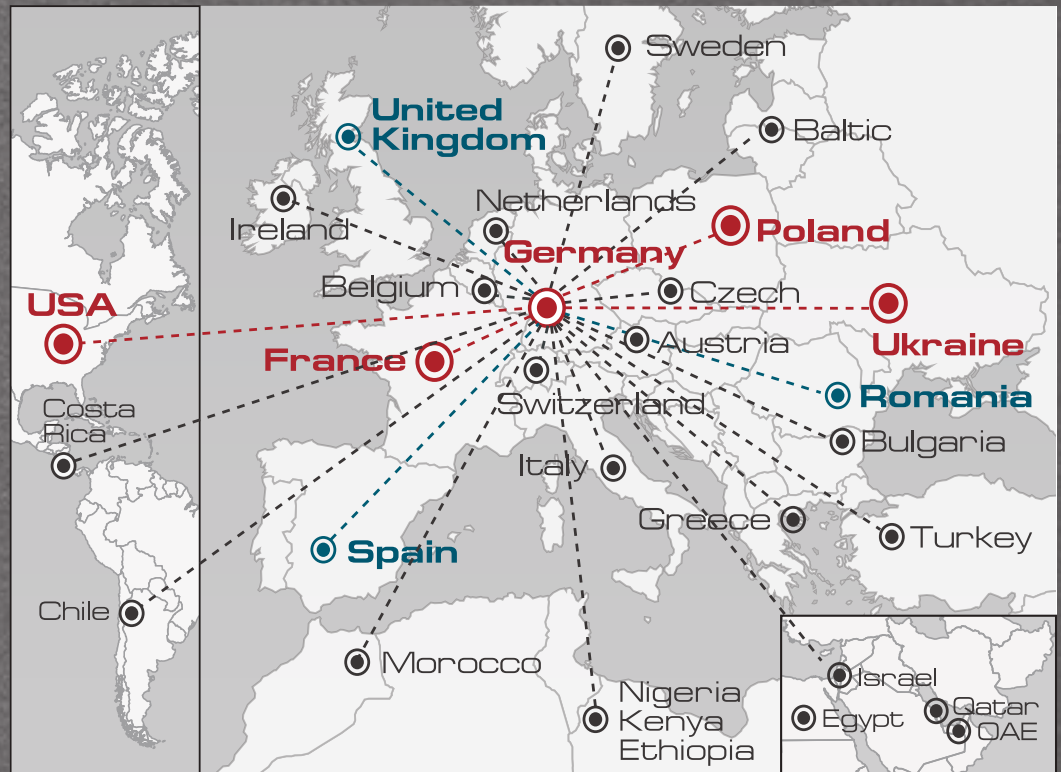 Sweden
United
Kingdom
Baltic
Netherlands
Ireland
Poland
Germany
Belgium
Czech
USA
Ukraine
France
Austria
Switzerland
Romania
Costa
Rica
Bulgaria
Italy
Greece
Turkey
Spain
Chile
Morocco
Nigeria
Kenya
Ethiopia
Israel
Qatar
Egypt
OAE